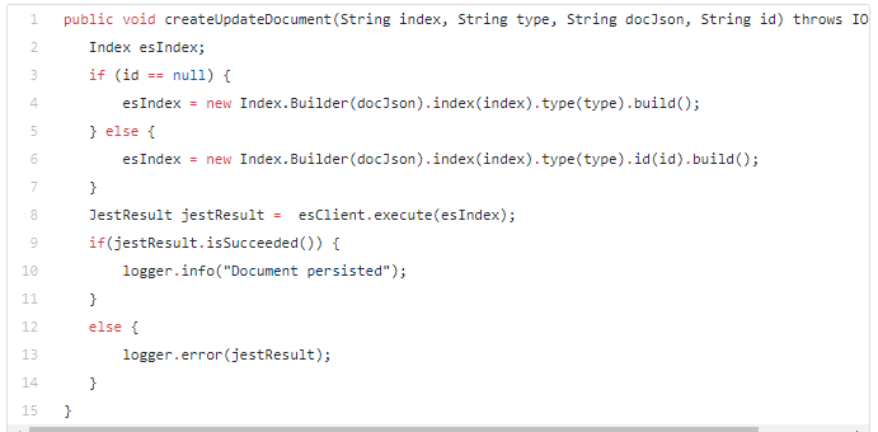 1 public void createUpdateDocument(String index, String type, String docJson, String id) throws IO
2 Index esIndex;
3 if (id == null) {
4 esIndex = new Index.Builder(docJson).index(index).type(type).build();
5 } else {
6 esIndex = new Index.Builder(docJson).index(index).type(type).id(id).build();
7 }
8 JestResult jestResult =  esClient.execute(esIndex);
9 if(jestResult.isSucceeded()) {
10 logger.info("Document persisted");
11 }
12 else {
13 logger.error(jestResult);
14 }
15 }